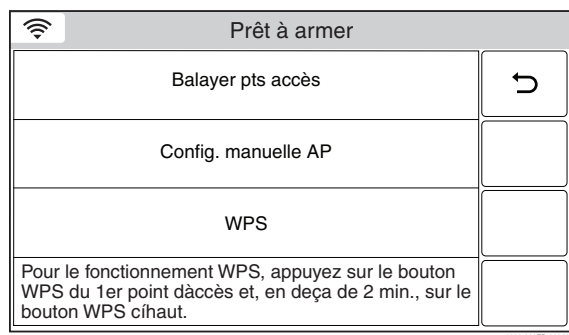 Prêt à armer
Balayer pts accès
Config. manuelle AP
WPS
Pour le fonctionnement WPS, appuyez sur le bouton
WPS du 1er point dàccès et, en deça de 2 min., sur le
bouton WPS cíhaut.